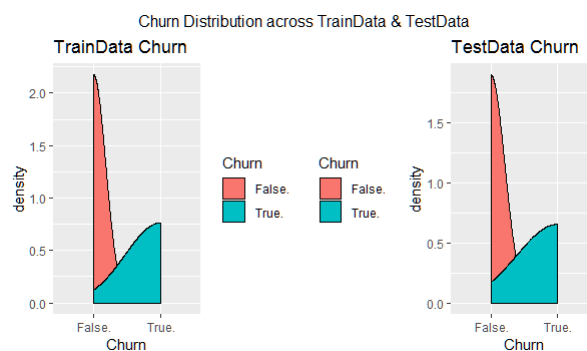 Churn Distribution across TrainData & TestData
TrainData Churn
density
2.0
1.5
1.0
0.5
0.0
False.
True.
Churn
Churn
False.
True.
Churn
False.
True.
TestData Churn
density
1.5
1.0
0.5
0.0
False.
True.
Churn